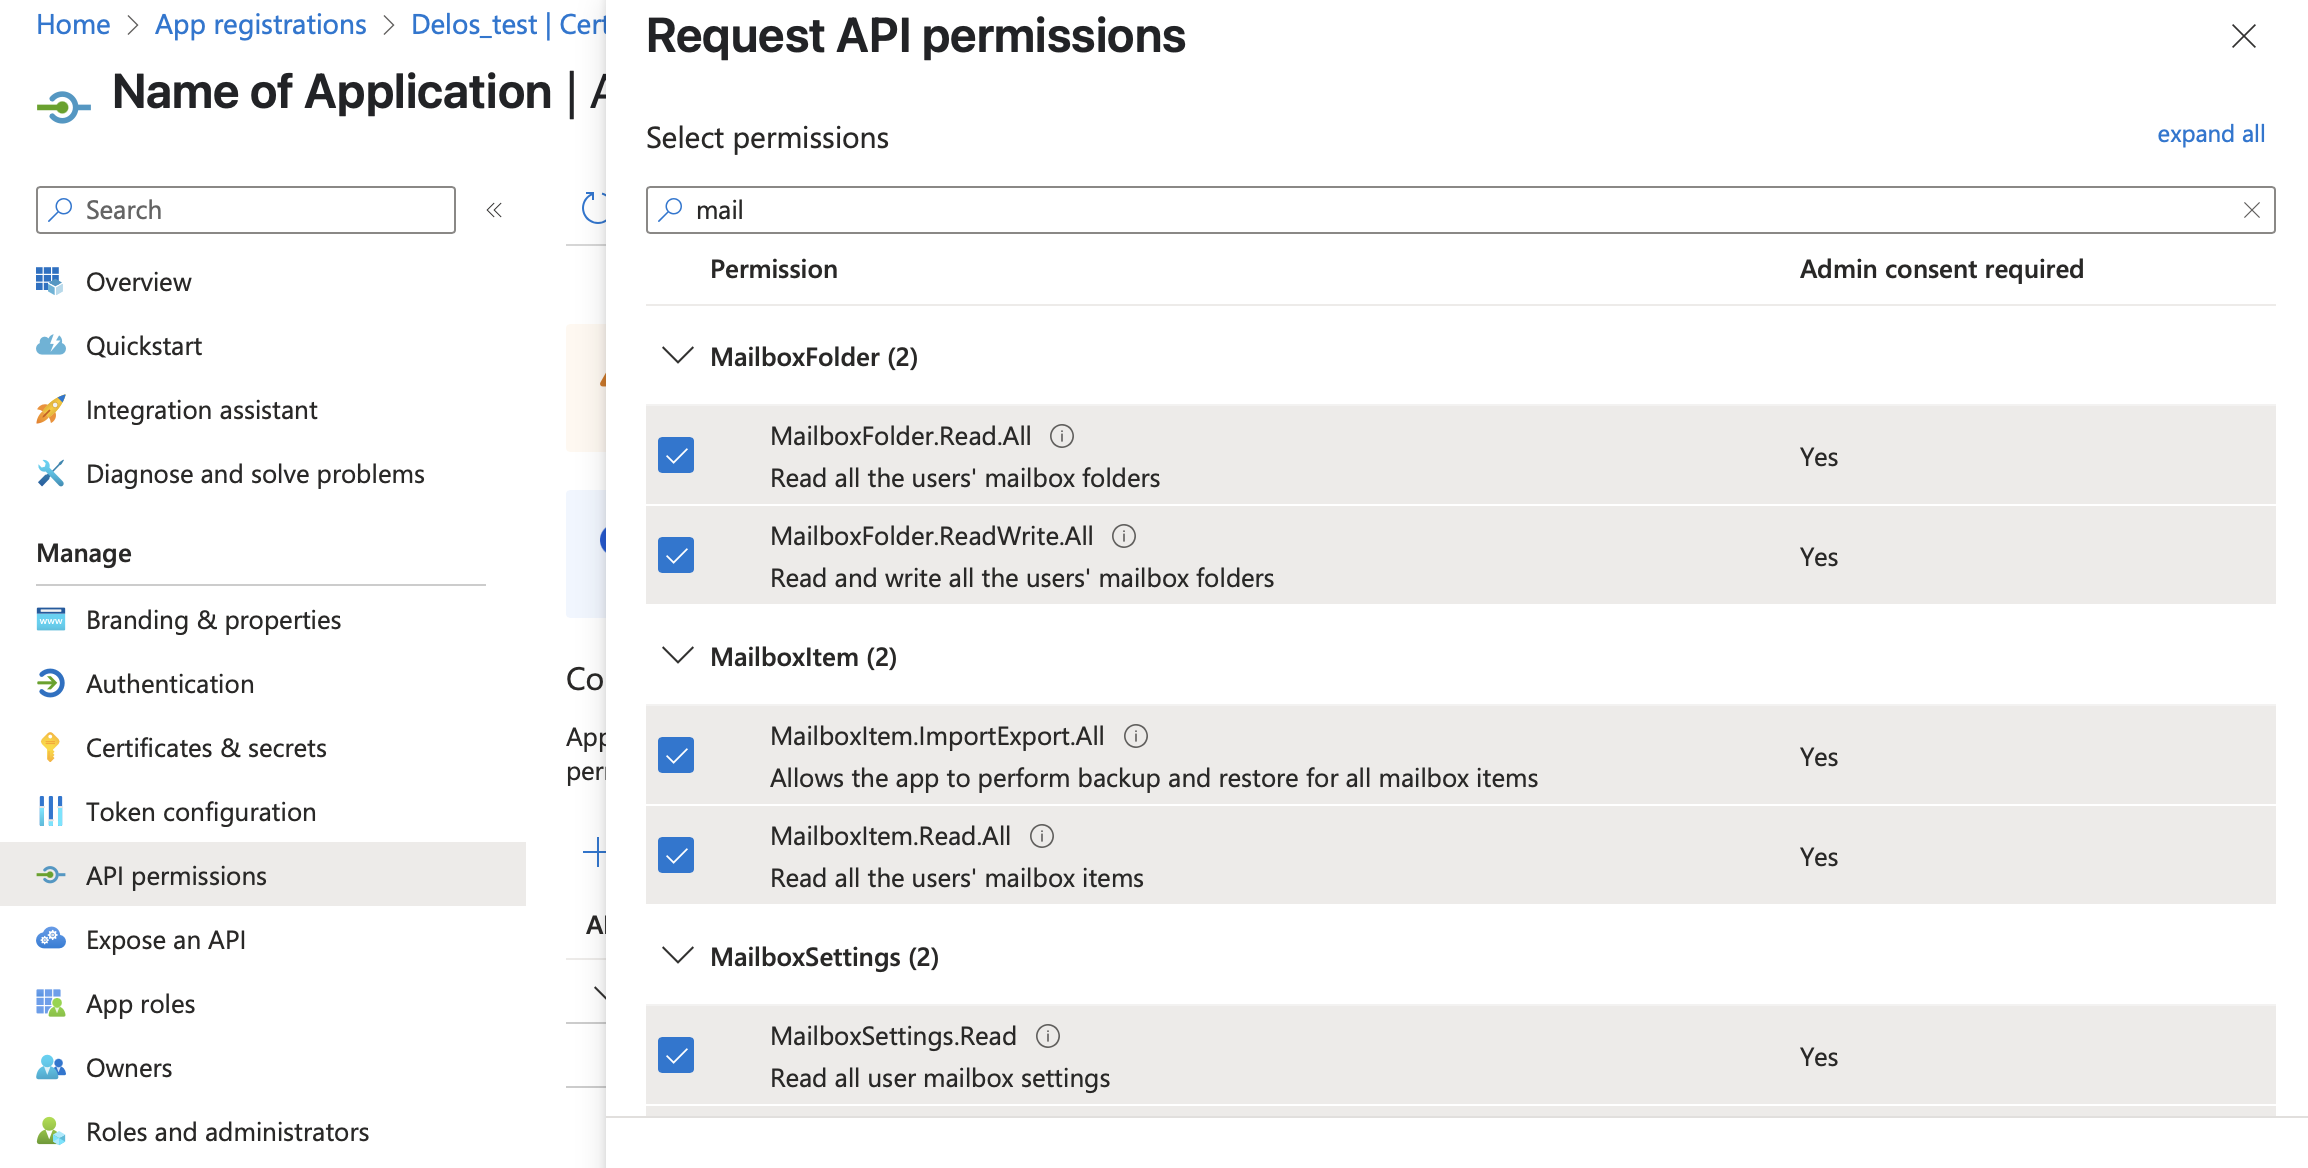 Home > App registrations > Delos_test | Cert
Name of Application |
Search
Overview
Quickstart
Integration assistant
Diagnose and solve problems
Manage
Branding & properties
Authentication
Certificates & secrets
Token configuration
API permissions
Expose an API
App roles
Owners
Roles and administrators
Co
App
per
Request API permissions
Select permissions
expand all
mail
Permission Admin consent required
MailboxFolder (2)
MailboxFolder.Read.All
Read all the users' mailbox folders
Yes
MailboxFolder.ReadWrite.All
Read and write all the users' mailbox folders
Yes
MailboxItem (2)
MailboxItem.ImportExport.All
Allows the app to perform backup and restore for all mailbox items
Yes
MailboxItem.Read.All
Read all the users' mailbox items
Yes
MailboxSettings (2)
MailboxSettings.Read
Read all user mailbox settings
Yes